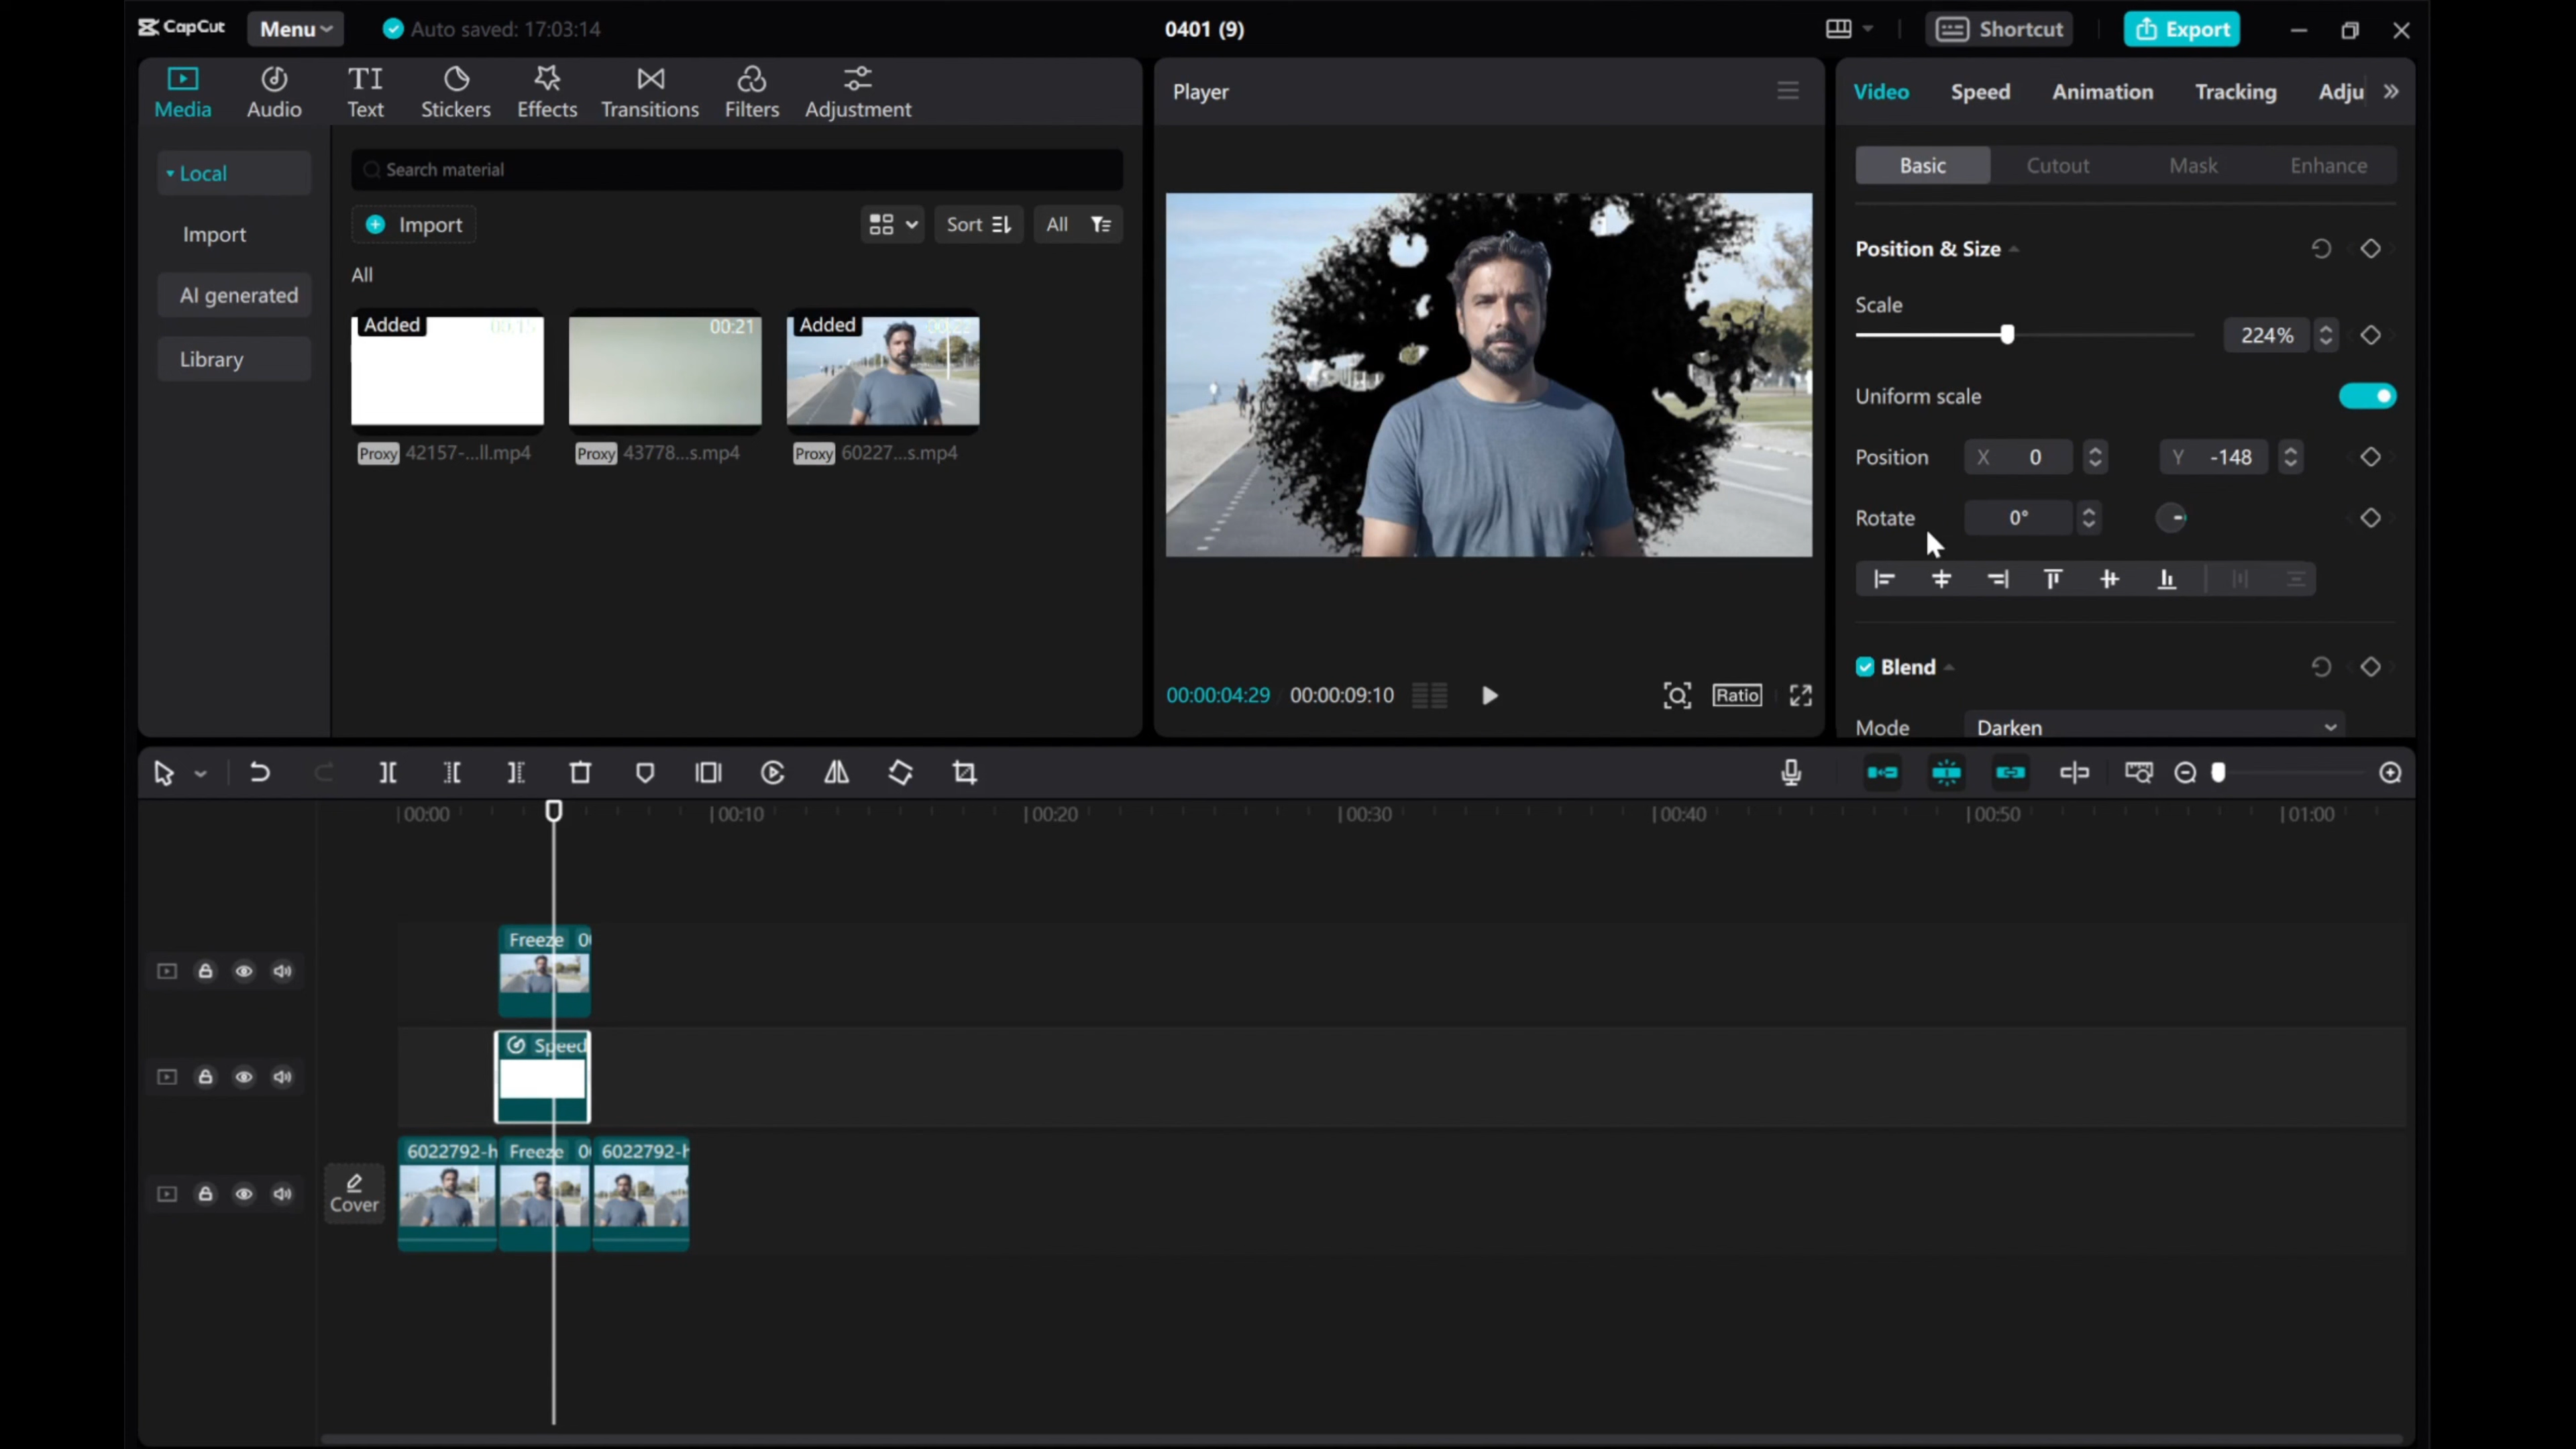 CapCut
Menu
Auto saved: 17:03:14
0401 (9)
Shortcut
Export
Media
Audio
TI
Text
Stickers
Effects
Transitions
Filters
Adjustment
Player
Video
Speed
Animation
Tracking
Adju
Local
Import
AI generated
Library
Search material
Import
Sort
All
All
Added
00:15
00:21
Added
Proxy 42157-...ll.mp4
Proxy 43778...s.mp4
Proxy 60227...s.mp4
00:00:04:29
00:00:09:10
Ratio
Basic
Cutout
Mask
Enhance
Position & Size
Scale
224%
Uniform scale
Position X 0 Y -148
Rotate 0°
Blend
Mode Darken
00:00
00:10
00:20
00:30
00:40
00:50
01:00
Freeze 00
Speed
Cover
6022792-h
Freeze 00
6022792-h